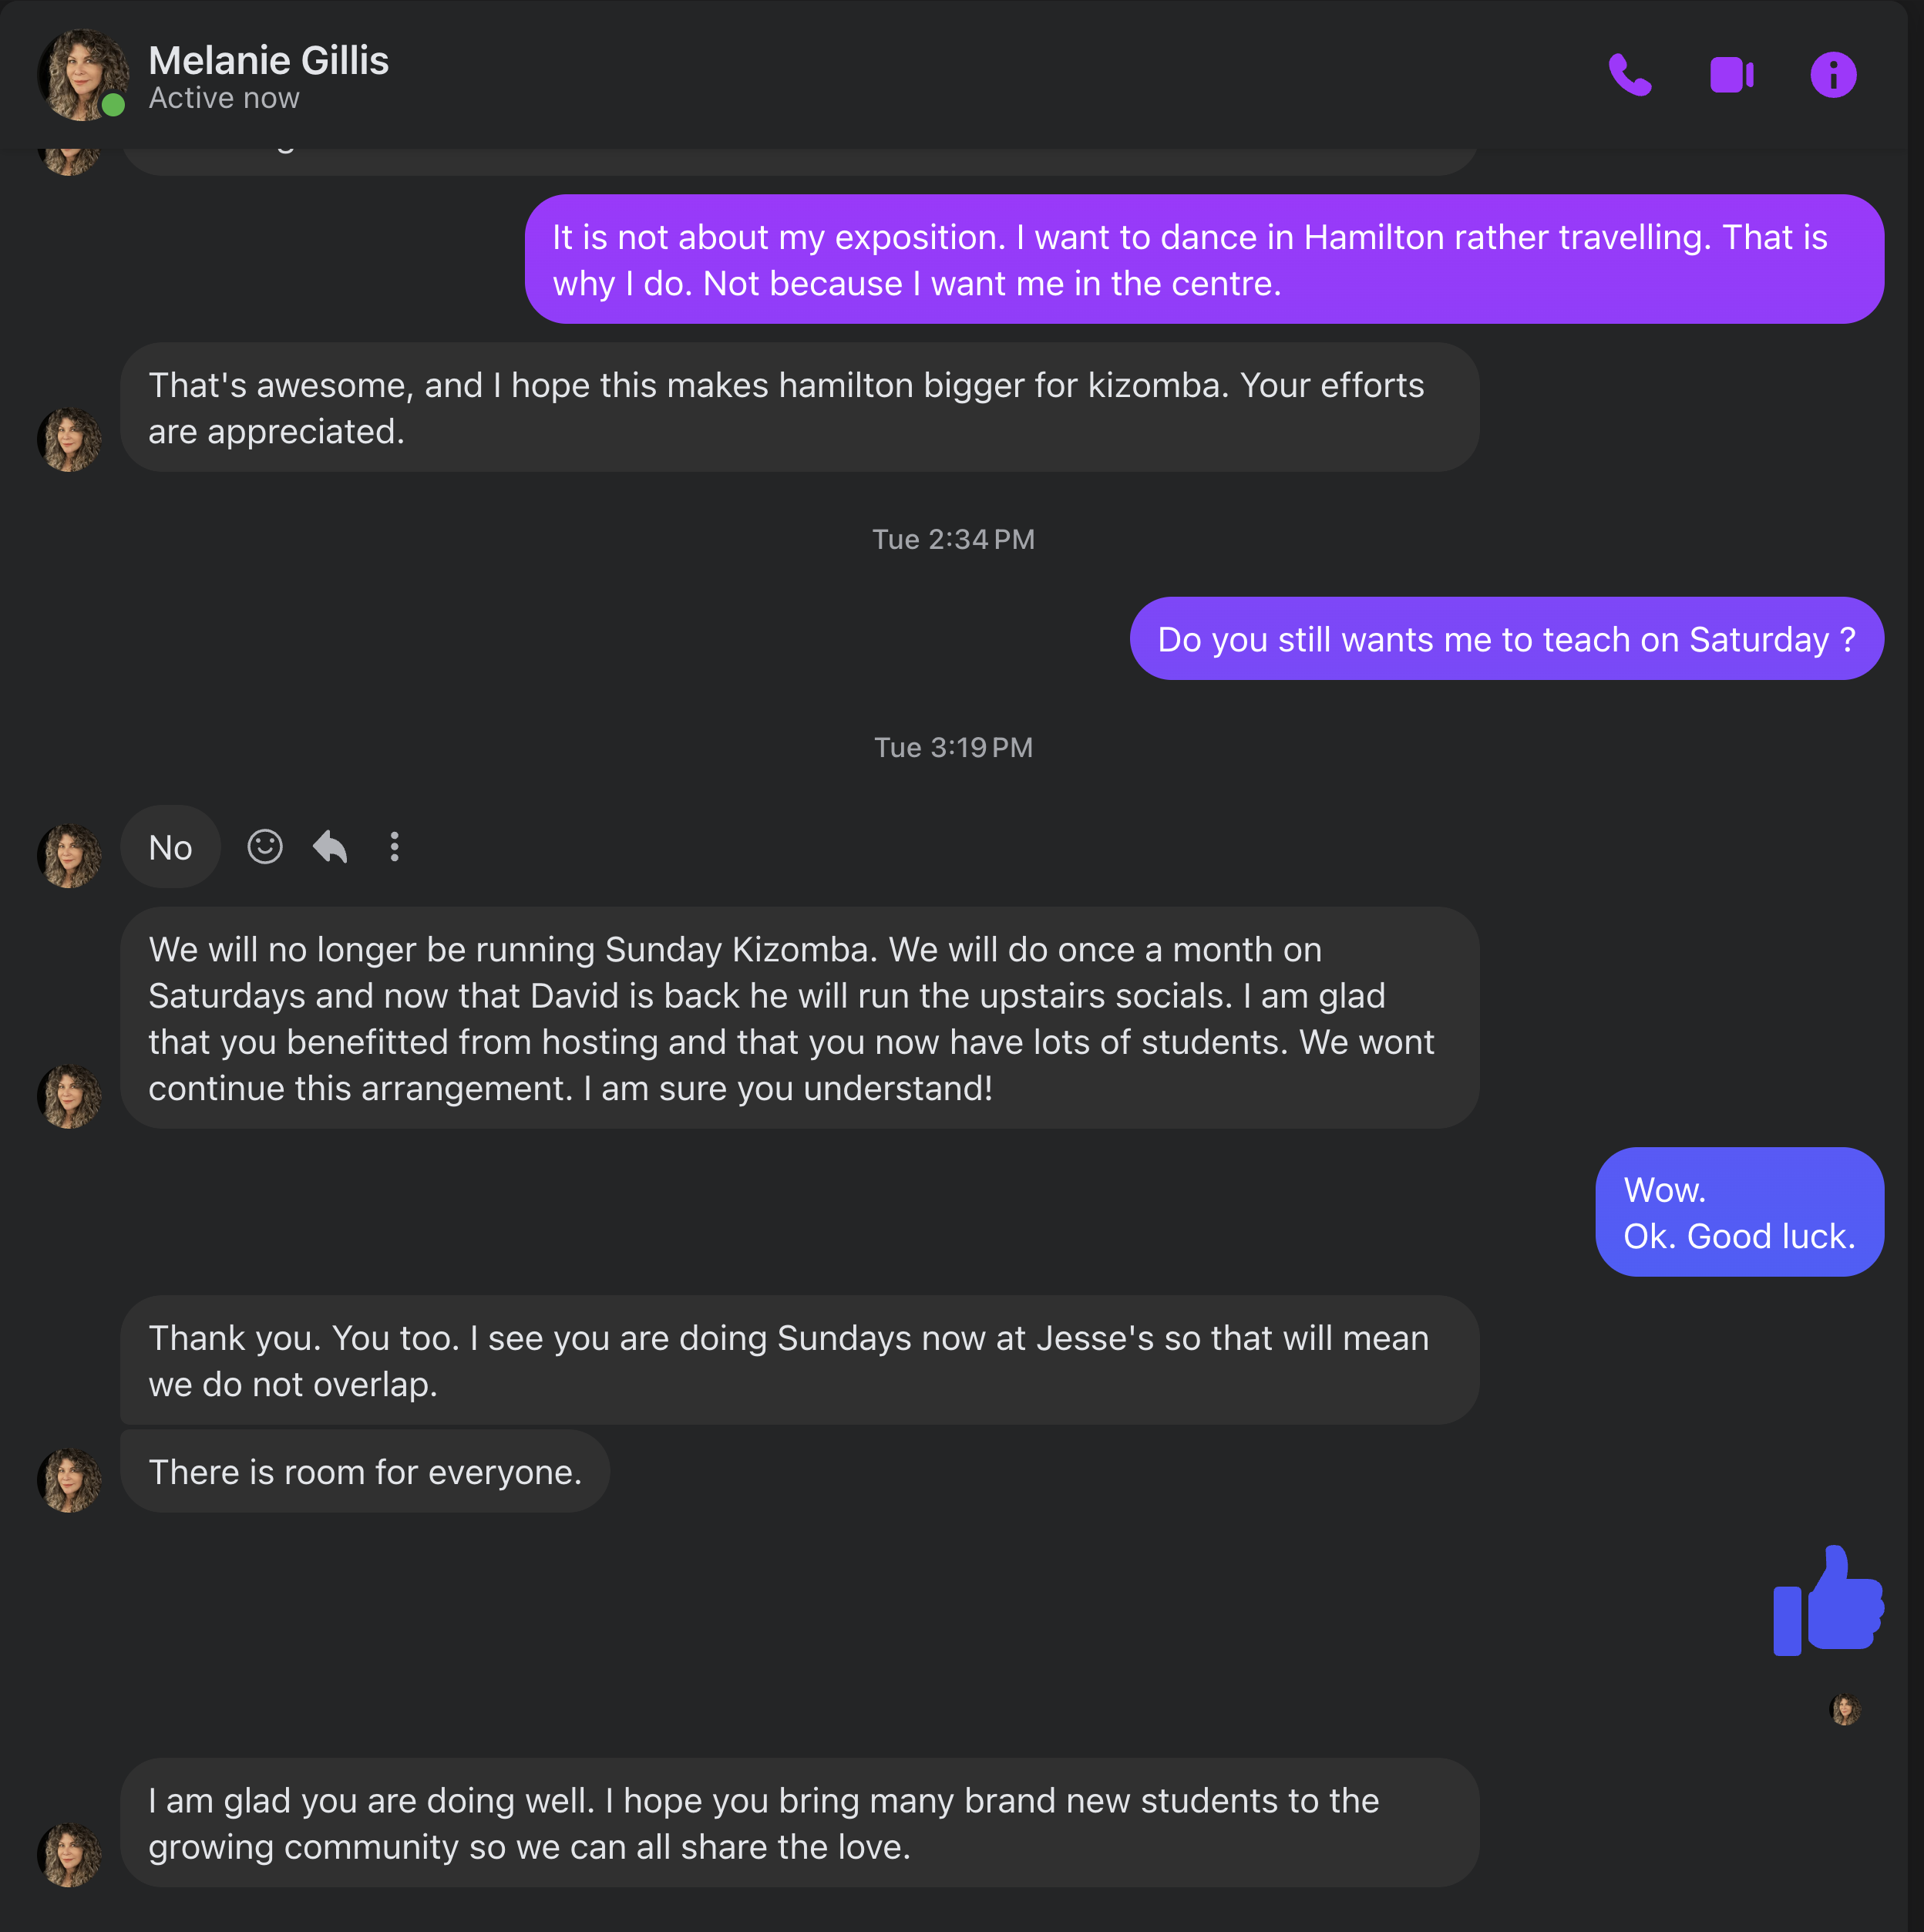 Melanie Gillis
Active now
It is not about my exposition. I want to dance in Hamilton rather travelling. That is
why I do. Not because I want me in the centre.
That's awesome, and I hope this makes hamilton bigger for kizomba. Your efforts
are appreciated.
Tue 2:34 PM
Do you still wants me to teach on Saturday ?
Tue 3:19 PM
No
We will no longer be running Sunday Kizomba. We will do once a month on
Saturdays and now that David is back he will run the upstairs socials. I am glad
that you benefitted from hosting and that you now have lots of students. We wont
continue this arrangement. I am sure you understand!
Wow.
Ok. Good luck.
Thank you. You too. I see you are doing Sundays now at Jesse's so that will mean
we do not overlap.
There is room for everyone.
I am glad you are doing well. I hope you bring many brand new students to the
growing community so we can all share the love.